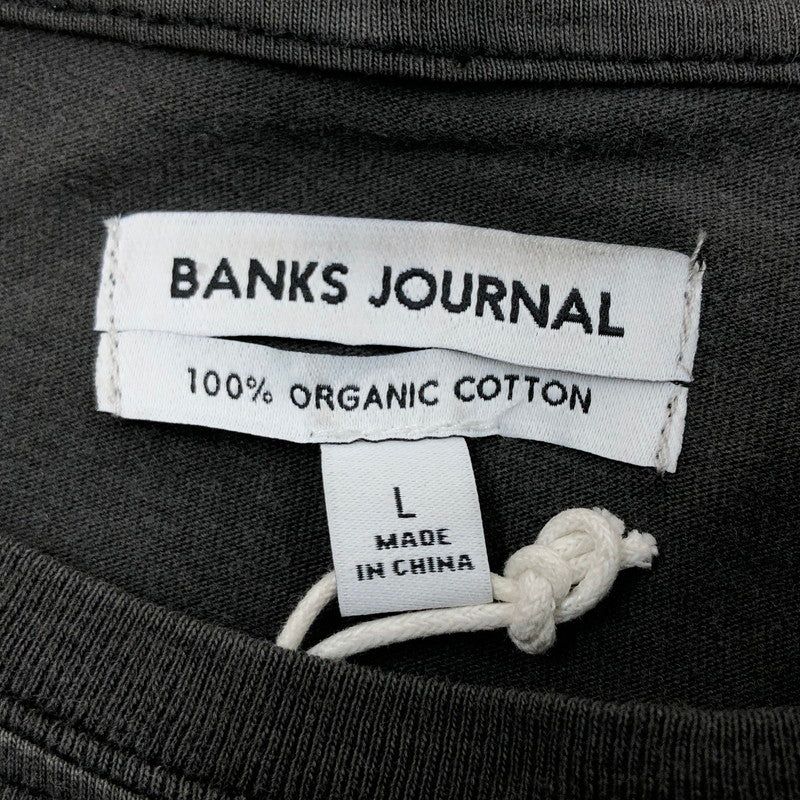 BANKS JOURNAL
100% ORGANIC COTTON
L
MADE
IN CHINA